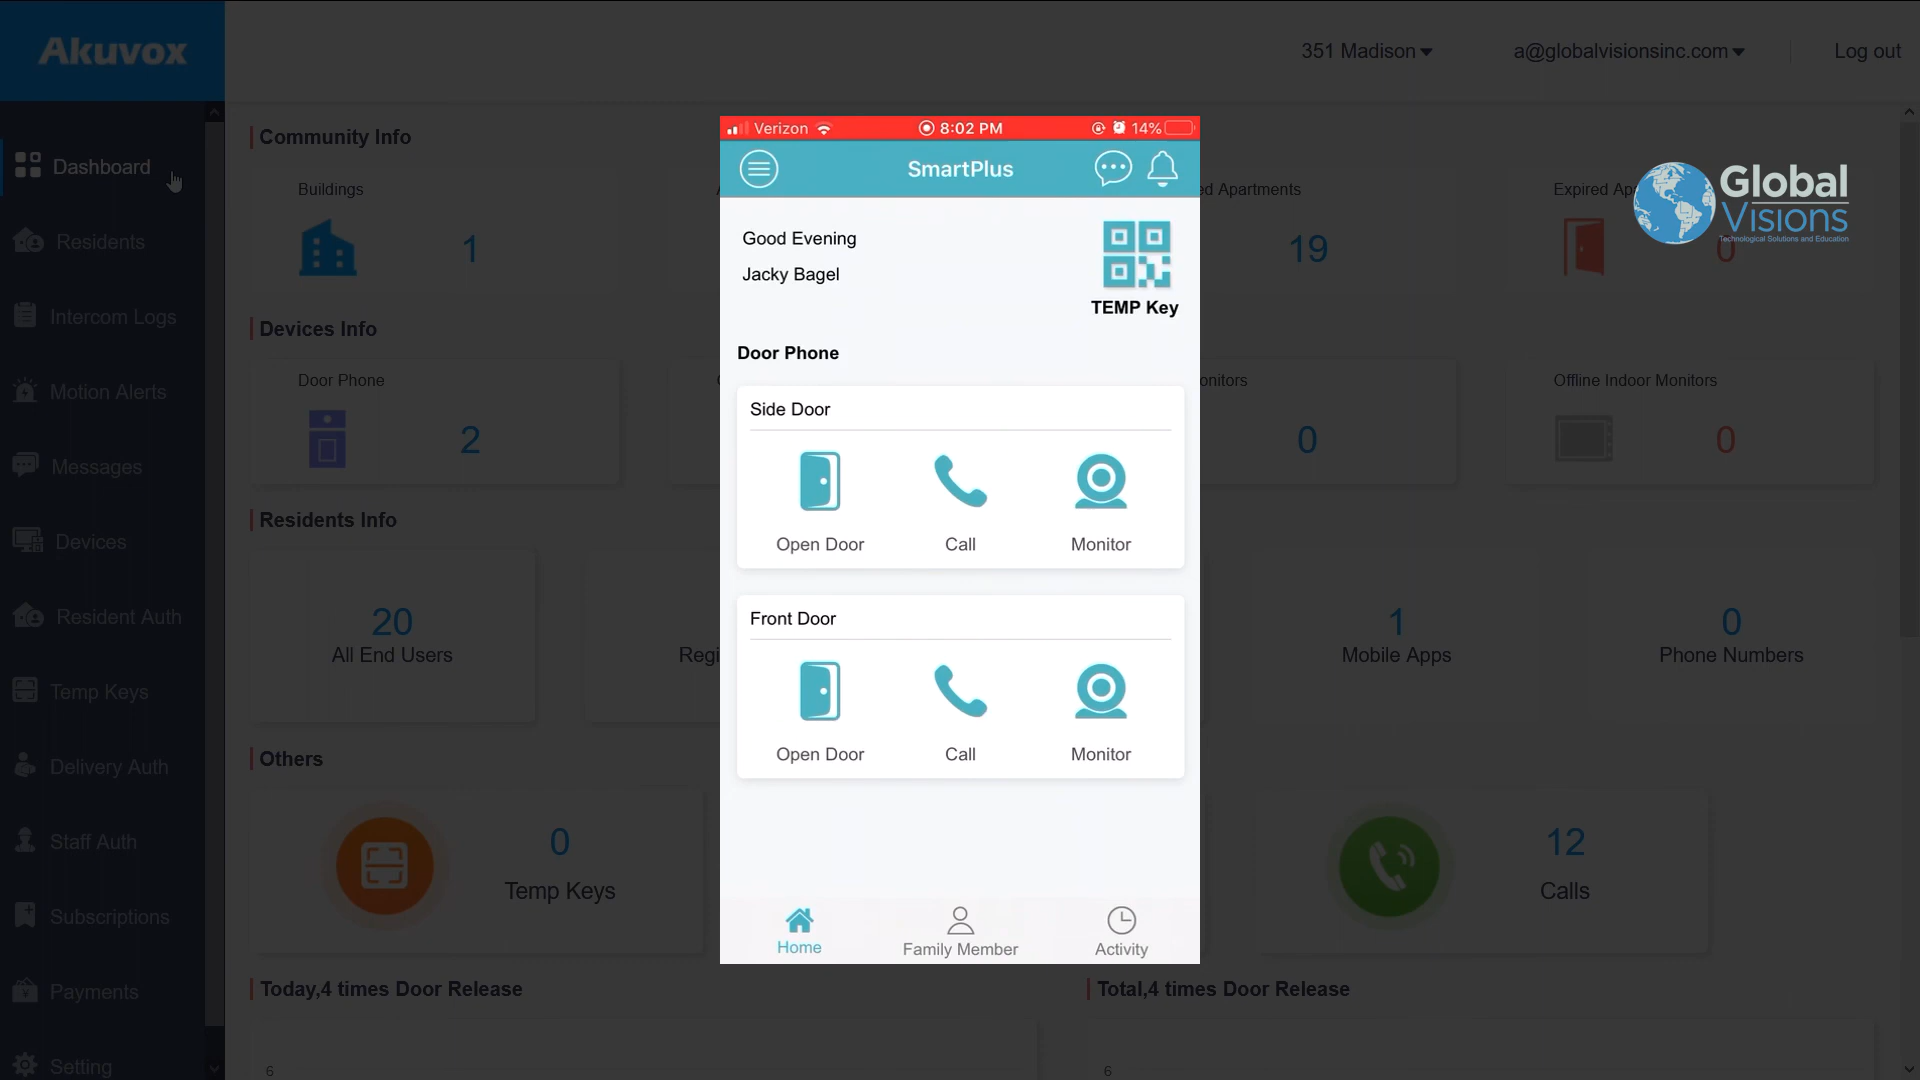 Akuvox
351 Madison
a@globalvisionsinc.com
Log out
Dashboard
Residents
Intercom Logs
Motion Alerts
Messages
Devices
Resident Auth
Temp Keys
Delivery Auth
Staff Auth
Subscriptions
Payments
Setting
Community Info
Buildings
1
Apartments
19
Expired
0
Global
Visions
Technological Solutions and Education
Devices Info
Door Phone
2
0
Offline Indoor Monitors
0
Residents Info
20
All End Users
1
Mobile Apps
0
Phone Numbers
Others
0
Temp Keys
12
Calls
Today,4 times Door Release
6
Total,4 times Door Release
6
Verizon
8:02 PM
14%
SmartPlus
Good Evening
Jacky Bagel
TEMP Key
Door Phone
Side Door
Open Door
Call
Monitor
Front Door
Open Door
Call
Monitor
Home
Family Member
Activity